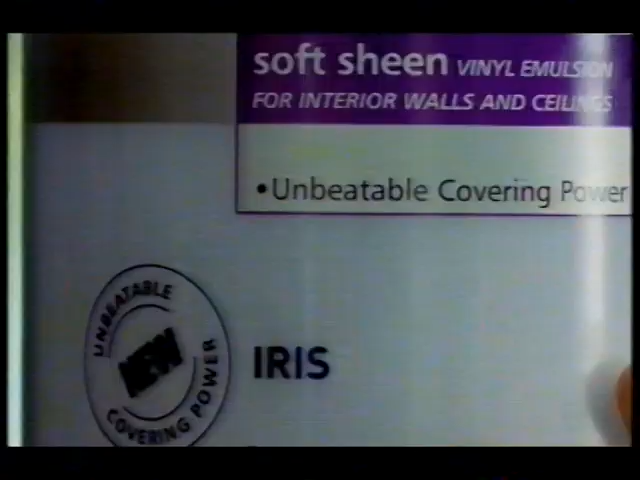 soft sheen VINYL EMULSION
FOR INTERIOR WALLS AND CEILINGS
•Unbeatable Covering Power
UNBEATABLE
NEW
COVERING POWER
IRIS